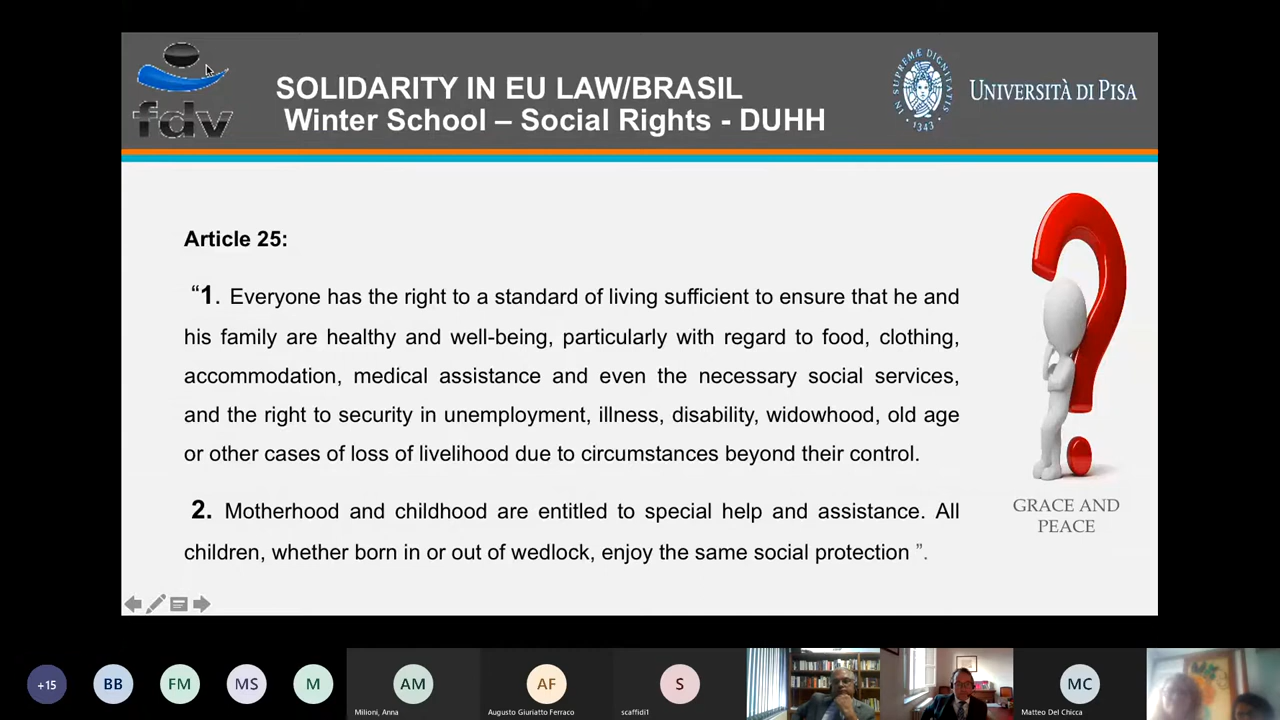 fdv
SOLIDARITY IN EU LAW/BRASIL
Winter School – Social Rights - DUHH
IN SUPREMÆ DIGNITATIS
1343
UNIVERSITÀ DI PISA
Article 25:
“1. Everyone has the right to a standard of living sufficient to ensure that he and
his family are healthy and well-being, particularly with regard to food, clothing,
accommodation, medical assistance and even the necessary social services,
and the right to security in unemployment, illness, disability, widowhood, old age
or other cases of loss of livelihood due to circumstances beyond their control.
2. Motherhood and childhood are entitled to special help and assistance. All
children, whether born in or out of wedlock, enjoy the same social protection ”.
GRACE AND
PEACE
+15
BB
FM
MS
M
AM
Milioni, Anna
AF
Augusto Giuriatto Ferraco
S
scaffidi1
MC
Matteo Del Chicca